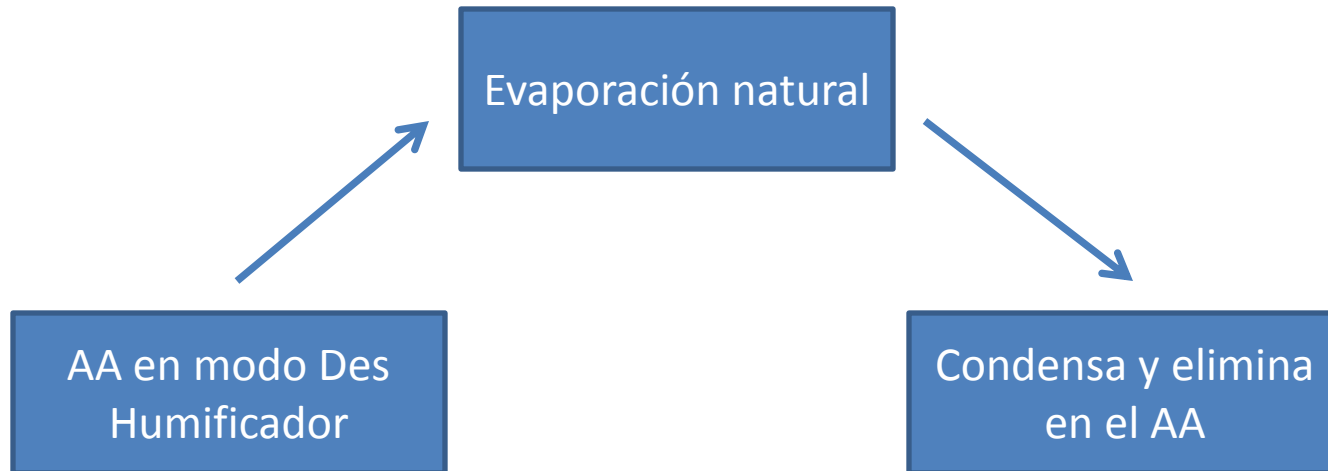 Evaporación natural
AA en modo Des
Humificador
Condensa y elimina
en el AA